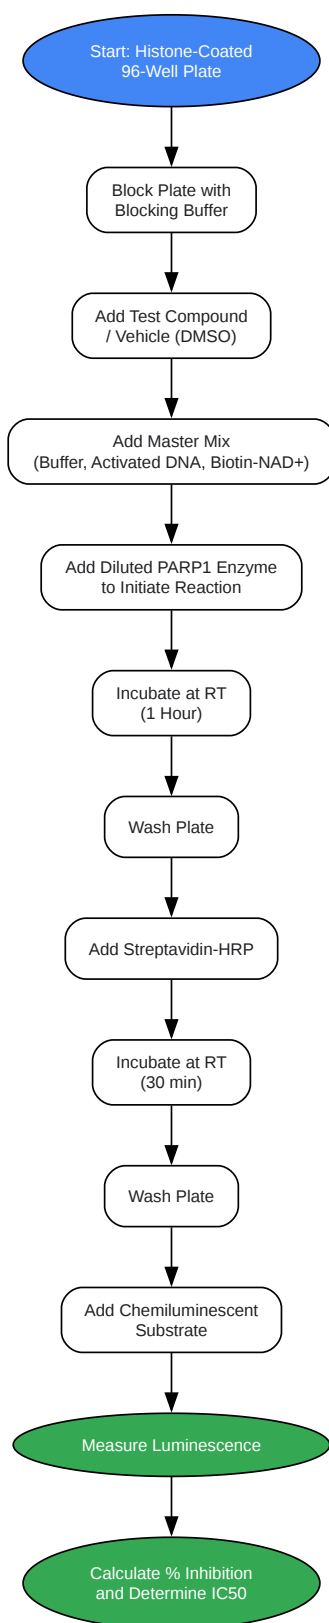 Start: Histone-Coated
96-Well Plate
Block Plate with
Blocking Buffer
Add Test Compound
/ Vehicle (DMSO)
Add Master Mix
(Buffer, Activated DNA, Biotin-NAD+)
Add Diluted PARP1 Enzyme
to Initiate Reaction
Incubate at RT
(1 Hour)
Wash Plate
Add Streptavidin-HRP
Incubate at RT
(30 min)
Wash Plate
Add Chemiluminescent
Substrate
Measure Luminescence
Calculate % Inhibition
and Determine IC50